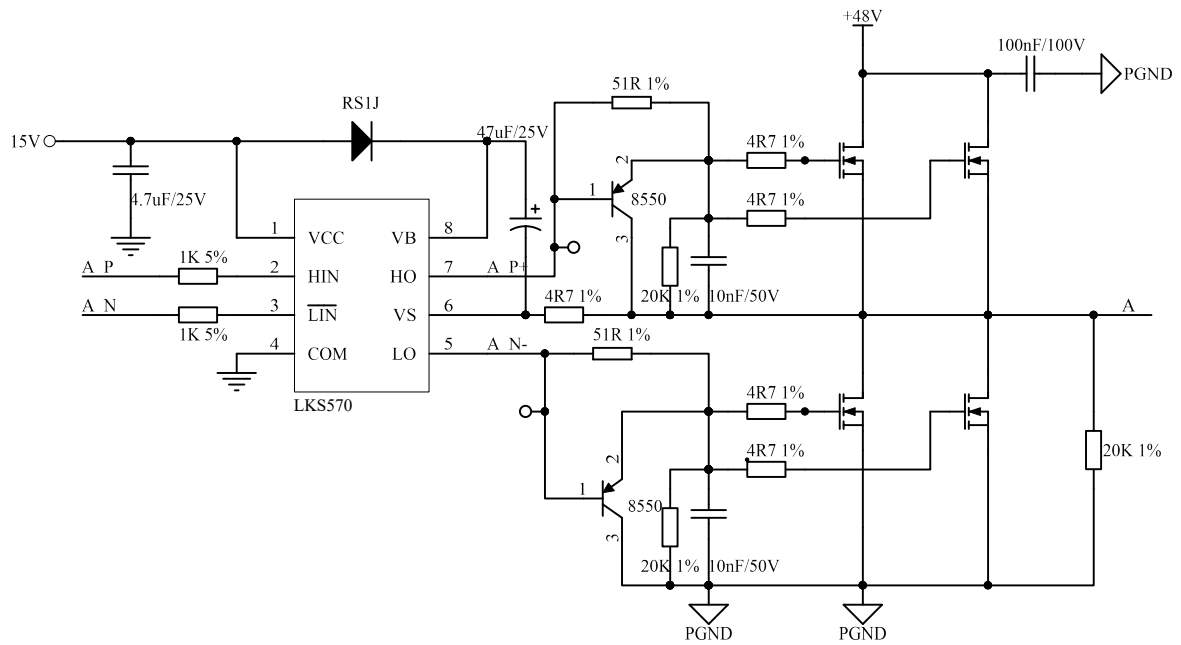 +48V
100nF/100V
PGND
51R 1%
RS1J
47uF/25V
15V
4R7 1%
2
1
8550
4.7uF/25V
4R7 1%
+
3
1
VCC
VB
8
A P
1K 5%
2
HIN
HO
7
A P+
20K 1%
10nF/50V
A N
1K 5%
3
LIN
VS
6
4R7 1%
A
4
COM
LO
5
A N-
51R 1%
LKS570
4R7 1%
4R7 1%
20K 1%
2
1
8550
3
20K 1%
10nF/50V
PGND
PGND